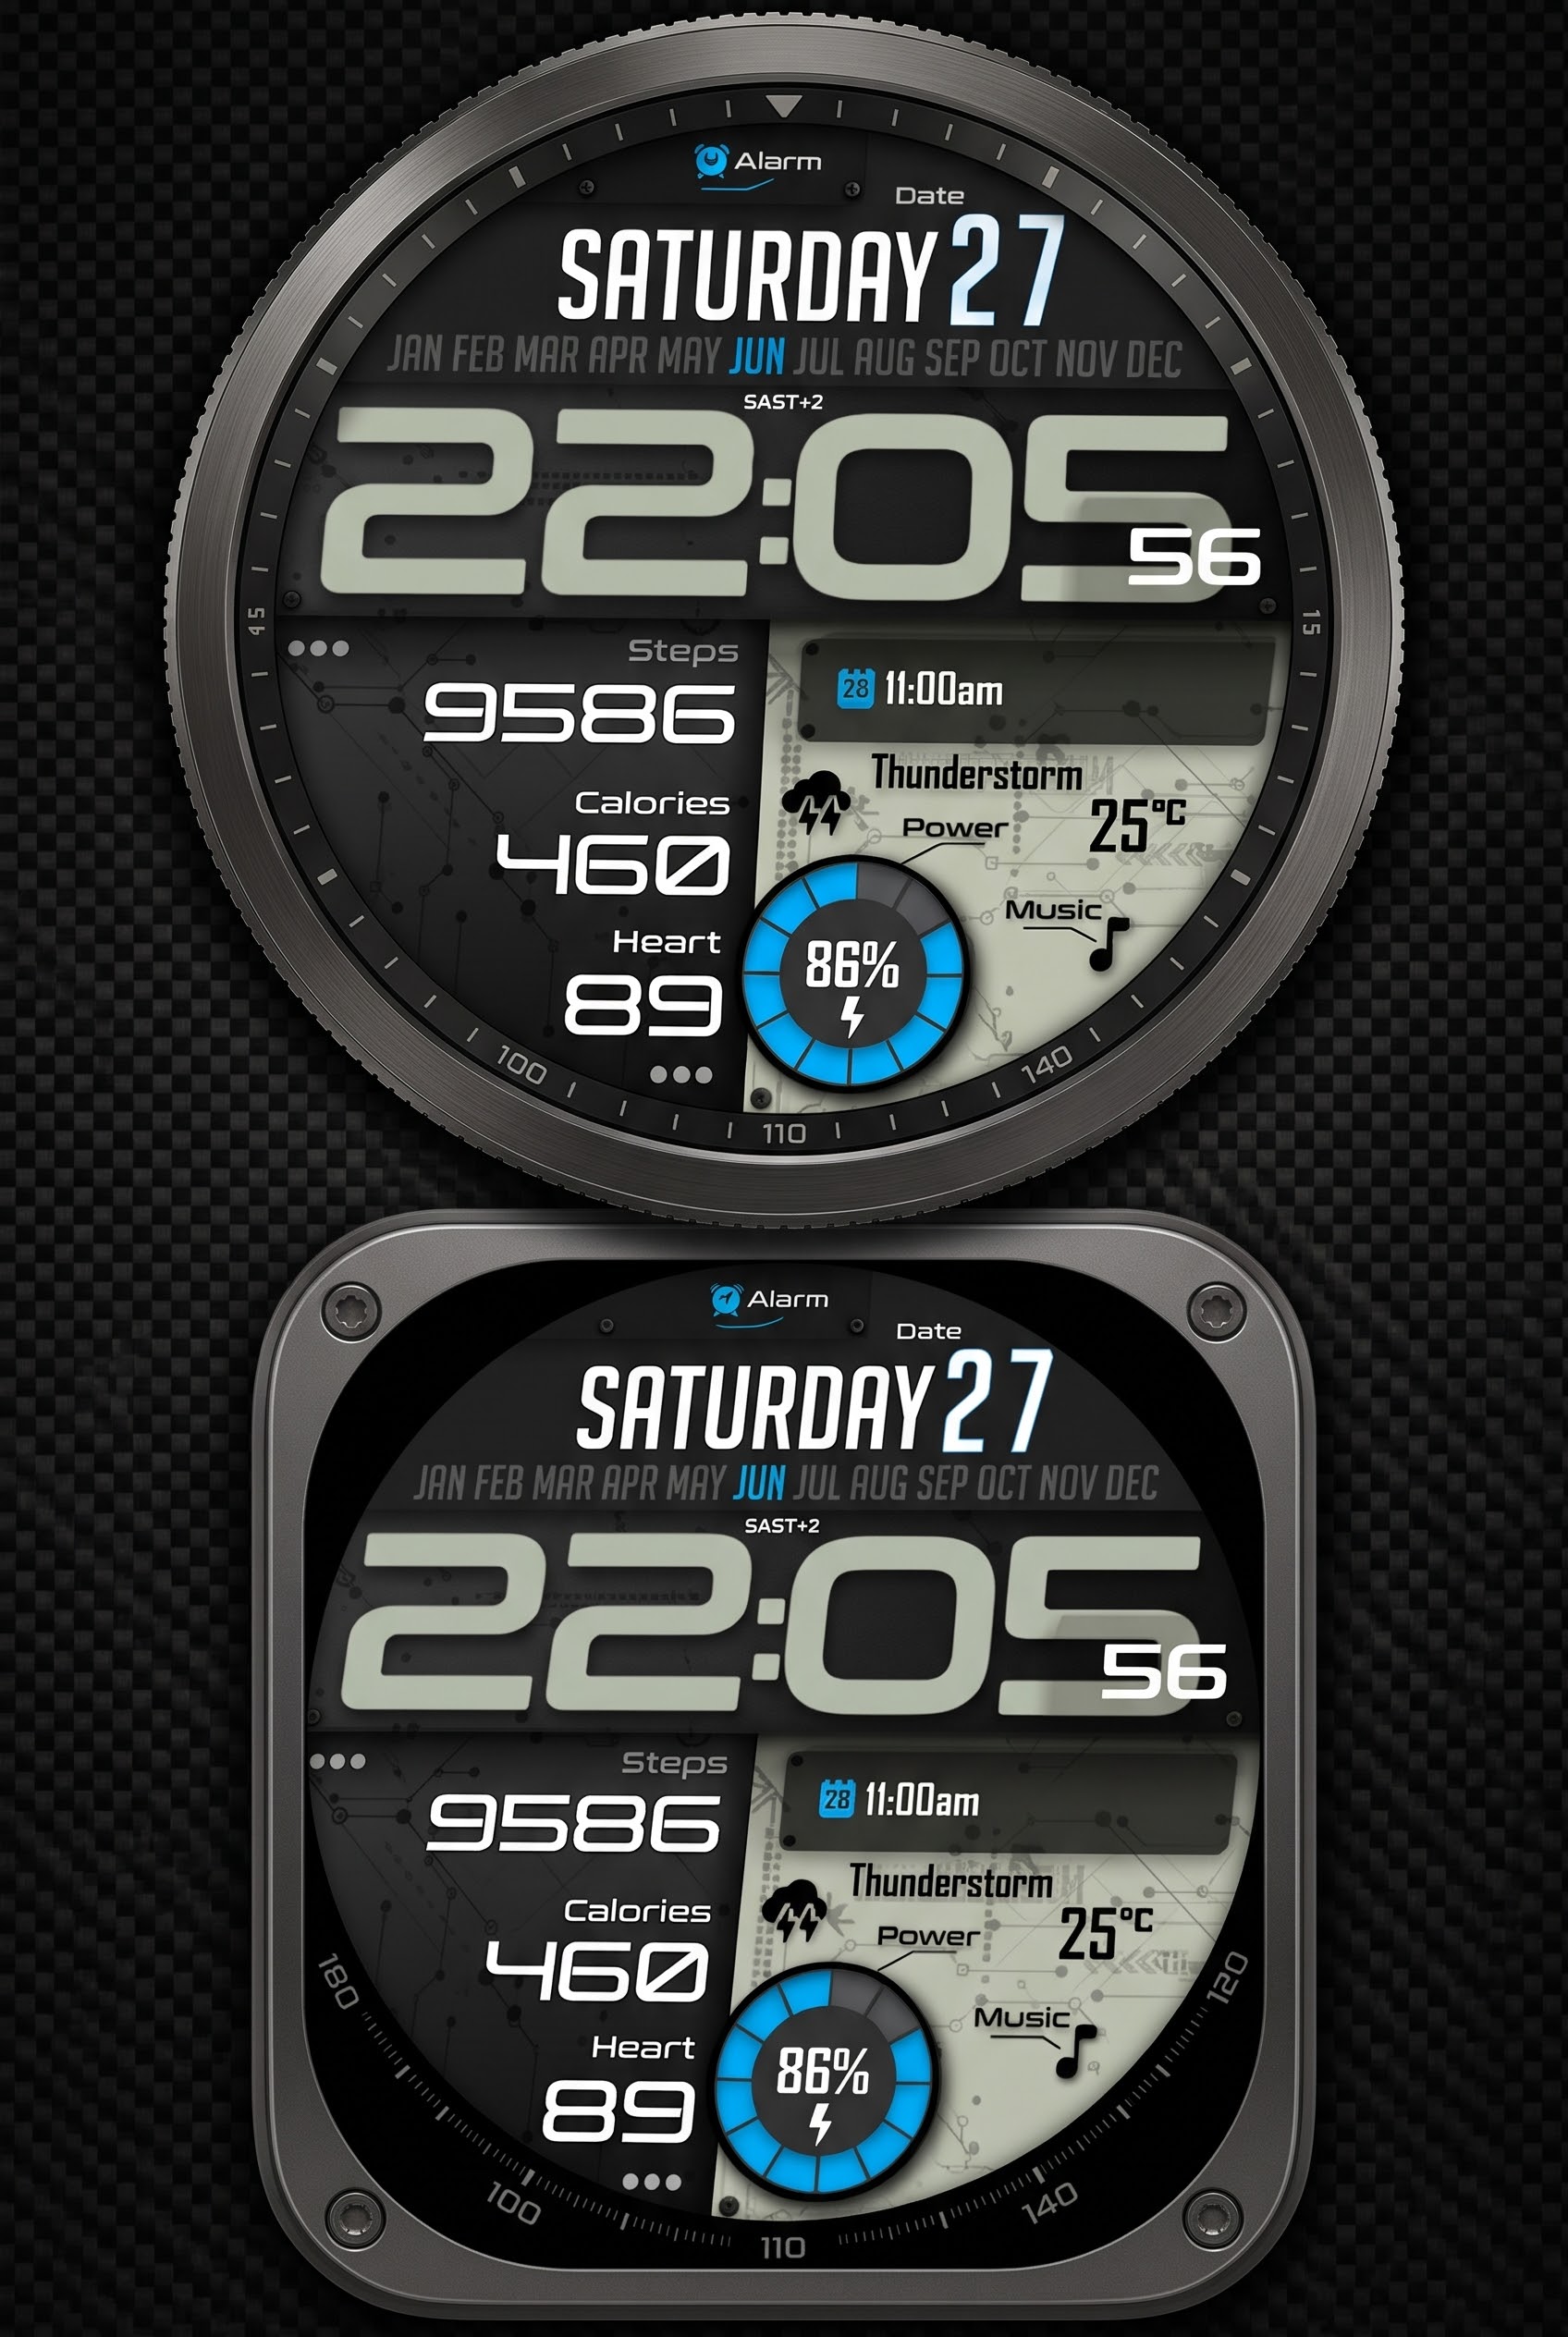 Alarm
Date
SATURDAY 27
JAN FEB MAR APR MAY JUN JUL AUG SEP OCT NOV DEC
SAST+2
22:05
56
45
15
Steps
9586
28 11:00am
Thunderstorm
25°C
Calories
460
Power
Music
Heart
89
86%
100
140
110
Alarm
Date
SATURDAY 27
JAN FEB MAR APR MAY JUN JUL AUG SEP OCT NOV DEC
SAST+2
22:05
56
Steps
9586
28 11:00am
Thunderstorm
25°C
Calories
460
Power
Music
Heart
89
86%
180
120
100
140
110